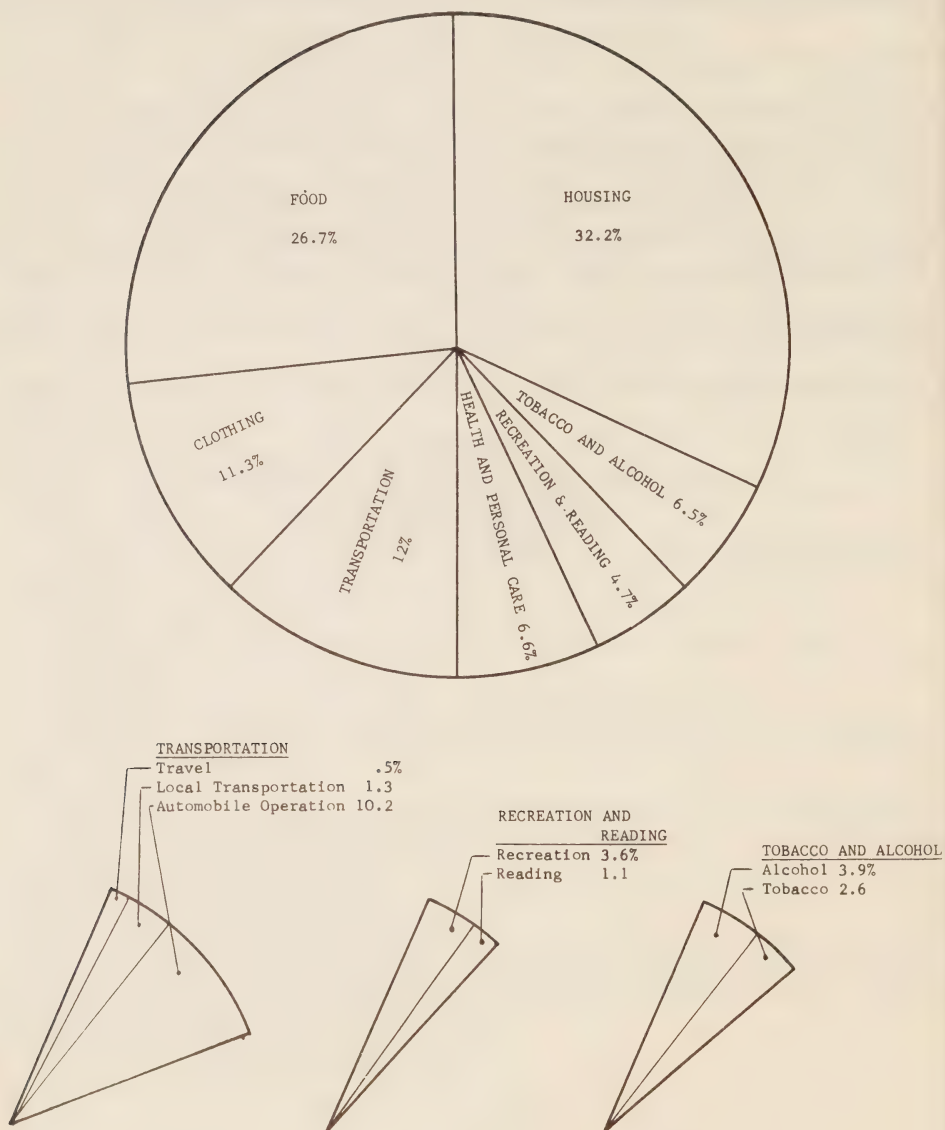 FOOD
26.7%
HOUSING
32.2%
CLOTHING
11.3%
TRANSPORTATION
12%
HEALTH AND PERSONAL CARE 6.6%
RECREATION & READING 4.7%
TOBACCO AND ALCOHOL 6.5%
TRANSPORTATION
Travel .5%
Local Transportation 1.3
Automobile Operation 10.2
RECREATION AND
READING
Recreation 3.6%
Reading 1.1
TOBACCO AND ALCOHOL
Alcohol 3.9%
Tobacco 2.6